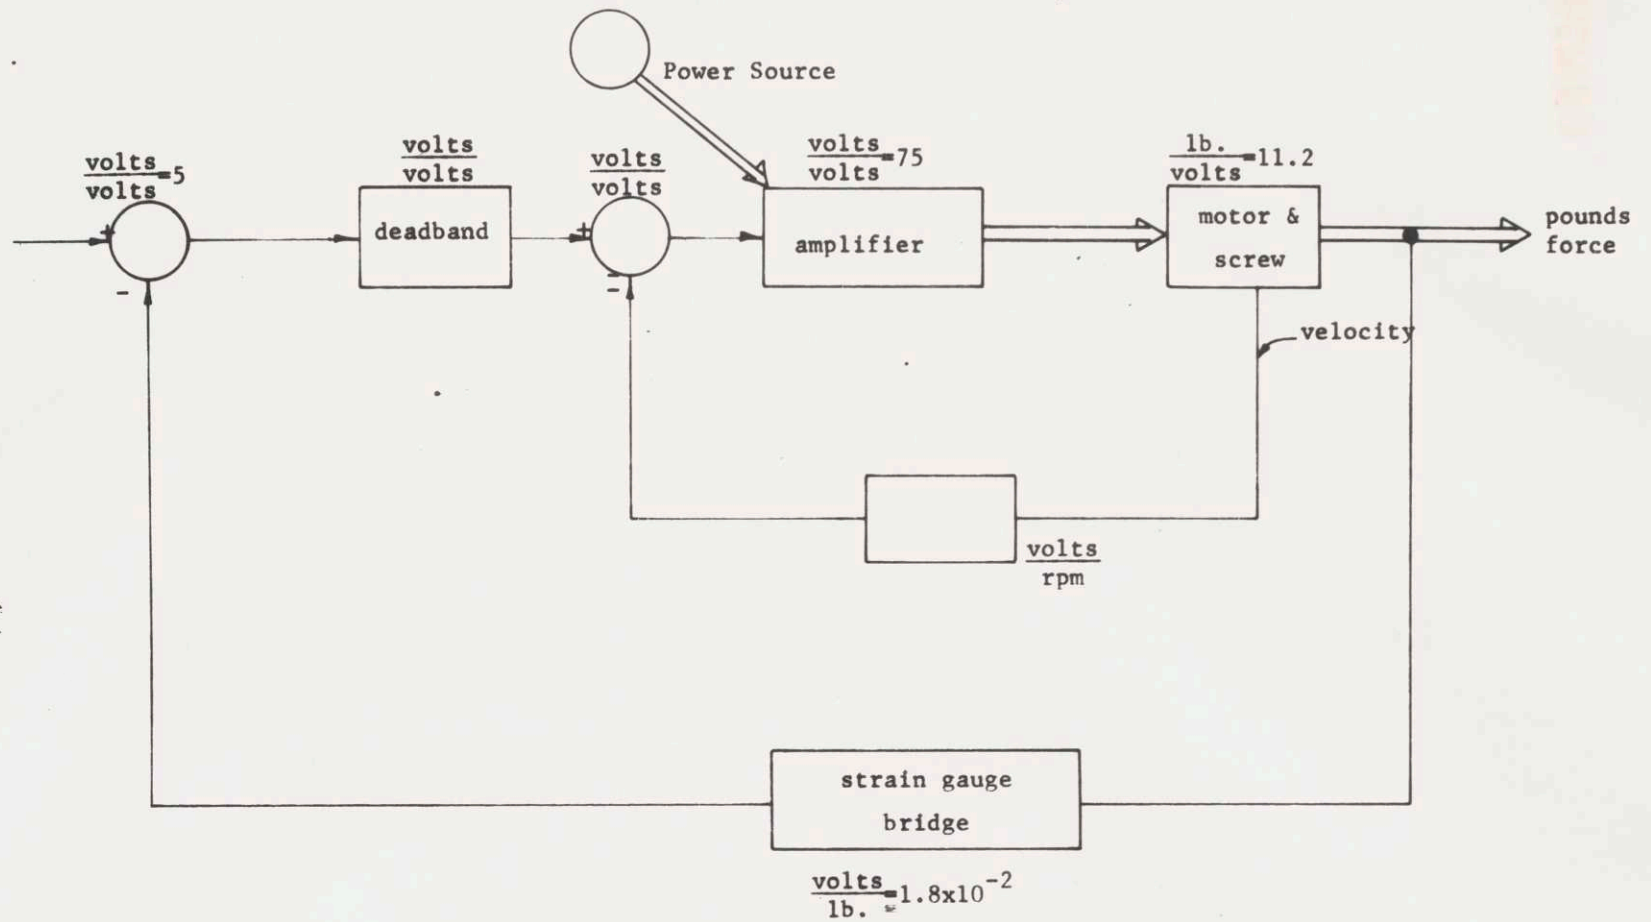 Power Source
volts
volts = 5
volts
volts
volts
volts
volts
volts = 75
lb.
volts = 11.2
+
-
deadband
+
-
amplifier
motor &
screw
pounds
force
velocity
volts
rpm
strain gauge
bridge
volts
lb. = 1.8x10⁻²